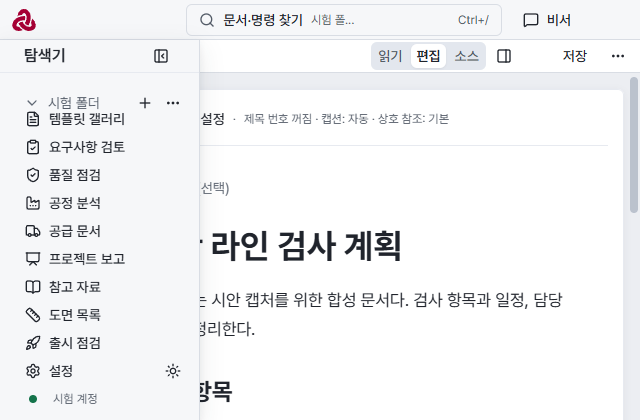 문서·명령 찾기 시험 폴... Ctrl+/ 비서
탐색기
읽기 편집 소스 저장
시험 폴더
템플릿 갤러리
요구사항 검토
품질 점검
공정 분석
공급 문서
프로젝트 보고
참고 자료
도면 목록
출시 점검
설정
시험 계정
설정 · 제목 번호 꺼짐 · 캡션: 자동 · 상호 참조: 기본
선택)
라인 검사 계획
는 시안 캡처를 위한 합성 문서다. 검사 항목과 일정, 담당
정리한다.
항목